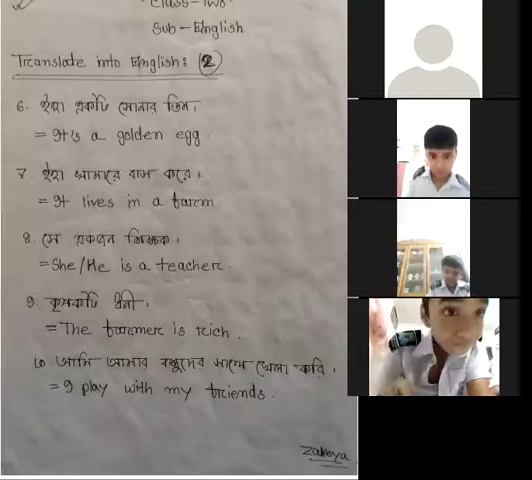 Class-Two
Sub-English
Translate into English: 2
6. ইহা একটি সোনার ডিম।
= It's a golden egg.
7. ইহা খামারে বাস করে।
= It lives in a farm
8. সে একজন শিক্ষক।
= She/He is a teacher.
9. কৃষকটি ধনী।
= The farmer is rich.
১০ আমি আমার বন্ধুদের সাথে খেলা করি।
= I play with my friends.
Zakeya